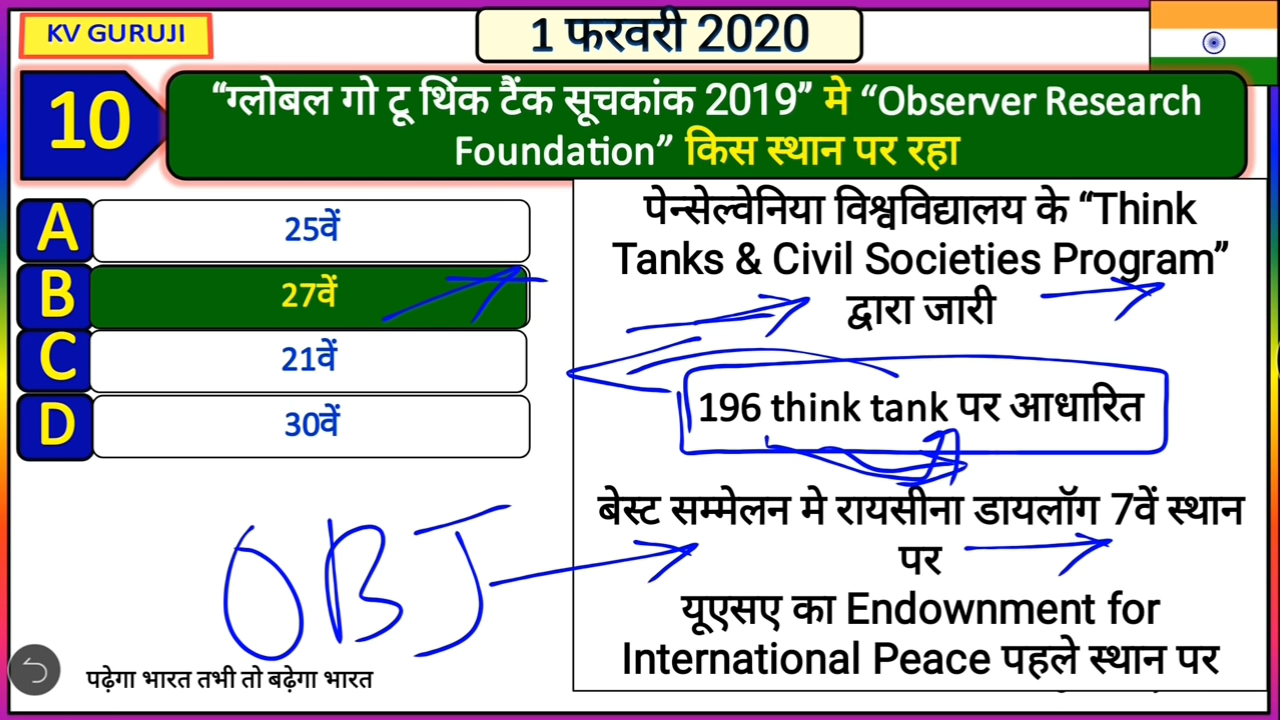 KV GURUJI
1 फरवरी 2020
10
“ग्लोबल गो टू थिंक टैंक सूचकांक 2019” मे “Observer Research
Foundation” किस स्थान पर रहा
A 25वें
B 27वें
C 21वें
D 30वें
पेन्सेल्वेनिया विश्वविद्यालय के “Think
Tanks & Civil Societies Program”
द्वारा जारी
196 think tank पर आधारित
बेस्ट सम्मेलन मे रायसीना डायलॉग 7वें स्थान
पर
यूएसए का Endownment for
International Peace पहले स्थान पर
OBJ
पढ़ेगा भारत तभी तो बढ़ेगा भारत